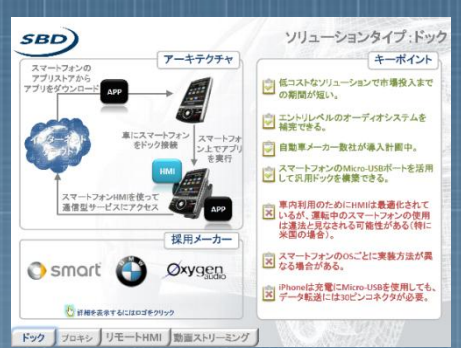 SBD
ソリューションタイプ:ドック
アーキテクチャ
スマートフォンの
アプリストアから
アプリをダウンロード
APP
車にスマートフォン
をドック接続
スマートフォ
ン上でアプリ
を実行
HMI
APP
スマートフォンHMIを使って
通信型サービスにアクセス
採用メーカー
smart
BMW
Oxygen
audio
詳細を表示するにはロゴをクリック
キーポイント
低コストなソリューションで市場投入まで
の期間が短い。
エントリレベルのオーディオシステムを
補完できる。
自動車メーカー数社が導入計画中。
スマートフォンのMicro-USBポートを活用
して汎用ドックを構築できる。
車内利用のためにHMIは最適化されて
いるが、運転中のスマートフォンの使用
は違法と見なされる可能性がある(特に
米国の場合)。
スマートフォンのOSごとに実装方法が異
なる場合がある。
iPhoneは充電にMicro-USBを使用しても、
データ転送には30ピンコネクタが必要。
ドック
プロキシ
リモートHMI
動画ストリーミング